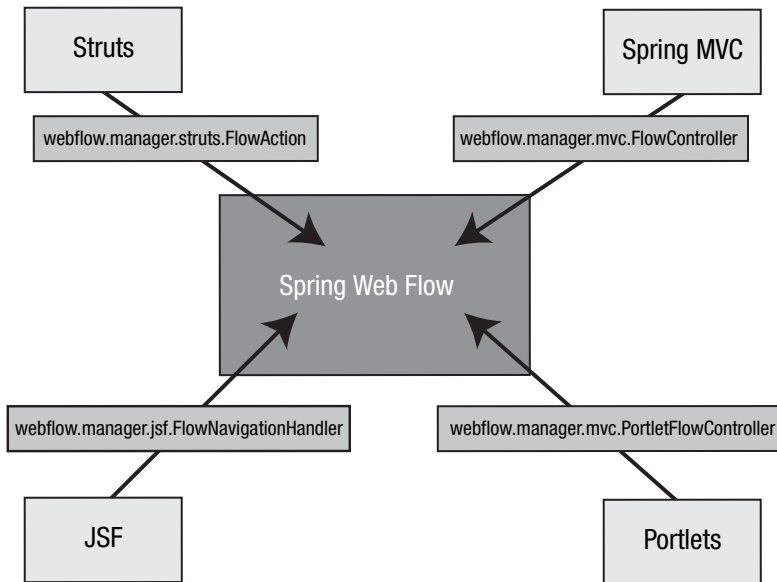 Struts
Spring MVC
webflow.manager.struts.FlowAction
webflow.manager.mvc.FlowController
Spring Web Flow
webflow.manager.jsf.FlowNavigationHandler
webflow.manager.mvc.PortletFlowController
JSF
Portlets